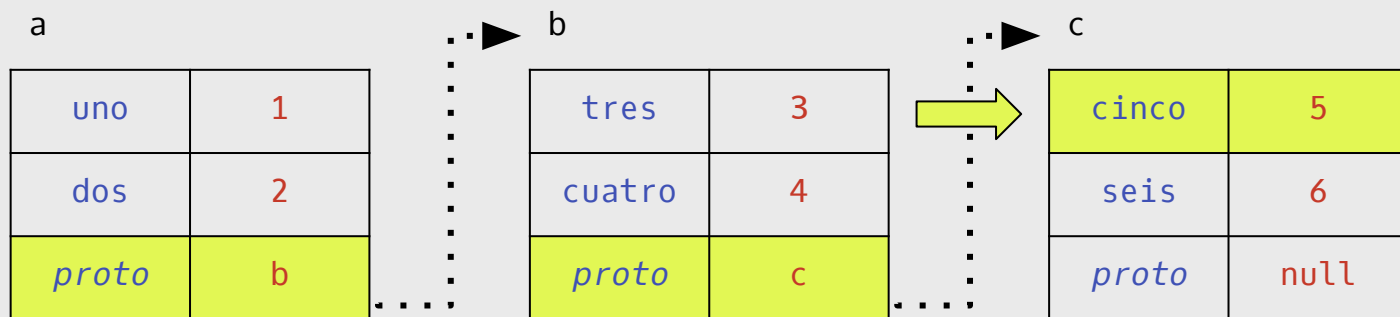 a b c
uno 1 tres 3 cinco 5
dos 2 cuatro 4 seis 6
proto b proto c proto null